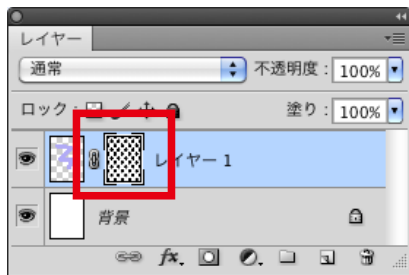 レイヤー
通常 不透明度： 100%
ロック： 塗り： 100%
レイヤー 1
背景
fx.